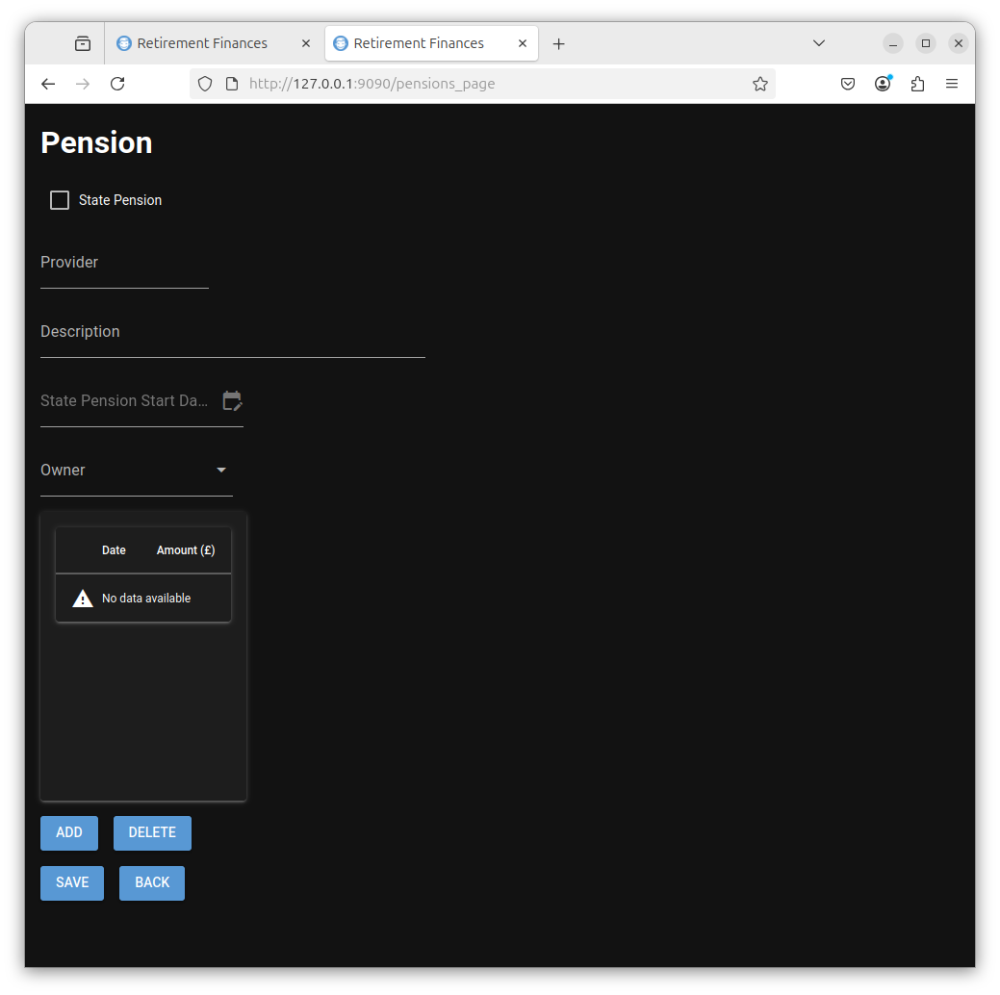 Retirement Finances
Retirement Finances
http://127.0.0.1:9090/pensions_page
Pension
State Pension
Provider
Description
State Pension Start Da...
Owner
Date Amount (£)
No data available
ADD DELETE
SAVE BACK